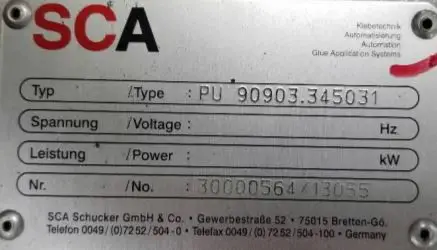 SCA
Klebetechnik
Automatisierung
Automation
Glue Application Systems
Typ /Type : PU 90903.345031
Spannung /Voltage : Hz
Leistung /Power : kW
Nr. /No. : 30000564/13055
SCA Schucker GmbH & Co. · Gewerbestraße 52 · 75015 Bretten-Gö.
Telefon 0049/(0)7252/504-0 · Telefax 0049/(0)7252/504-100 · Germany